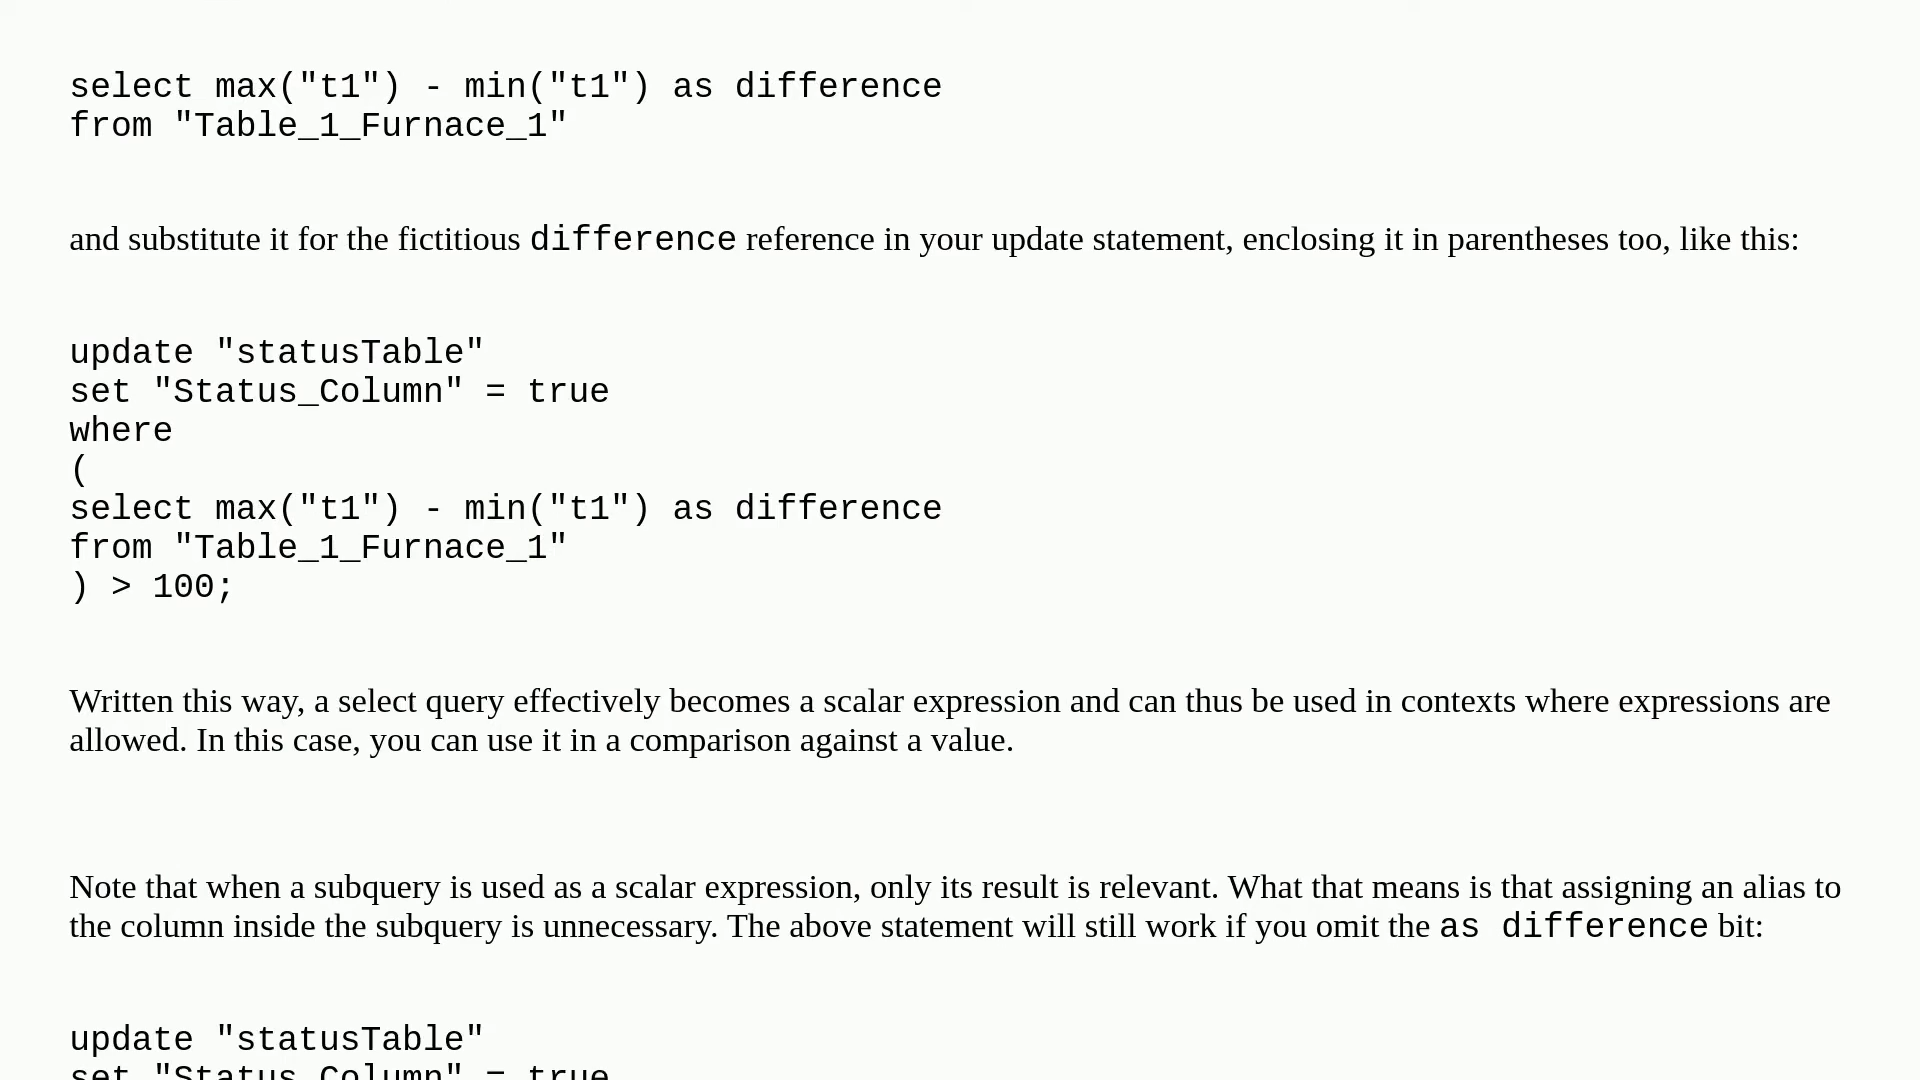 select max("t1") - min("t1") as difference
from "Table_1_Furnace_1"
and substitute it for the fictitious difference reference in your update statement, enclosing it in parentheses too, like this:
update "statusTable"
set "Status_Column" = true
where
(
select max("t1") - min("t1") as difference
from "Table_1_Furnace_1"
) > 100;
Written this way, a select query effectively becomes a scalar expression and can thus be used in contexts where expressions are
allowed. In this case, you can use it in a comparison against a value.
Note that when a subquery is used as a scalar expression, only its result is relevant. What that means is that assigning an alias to
the column inside the subquery is unnecessary. The above statement will still work if you omit the as difference bit:
update "statusTable"
set "Status_Column" = true